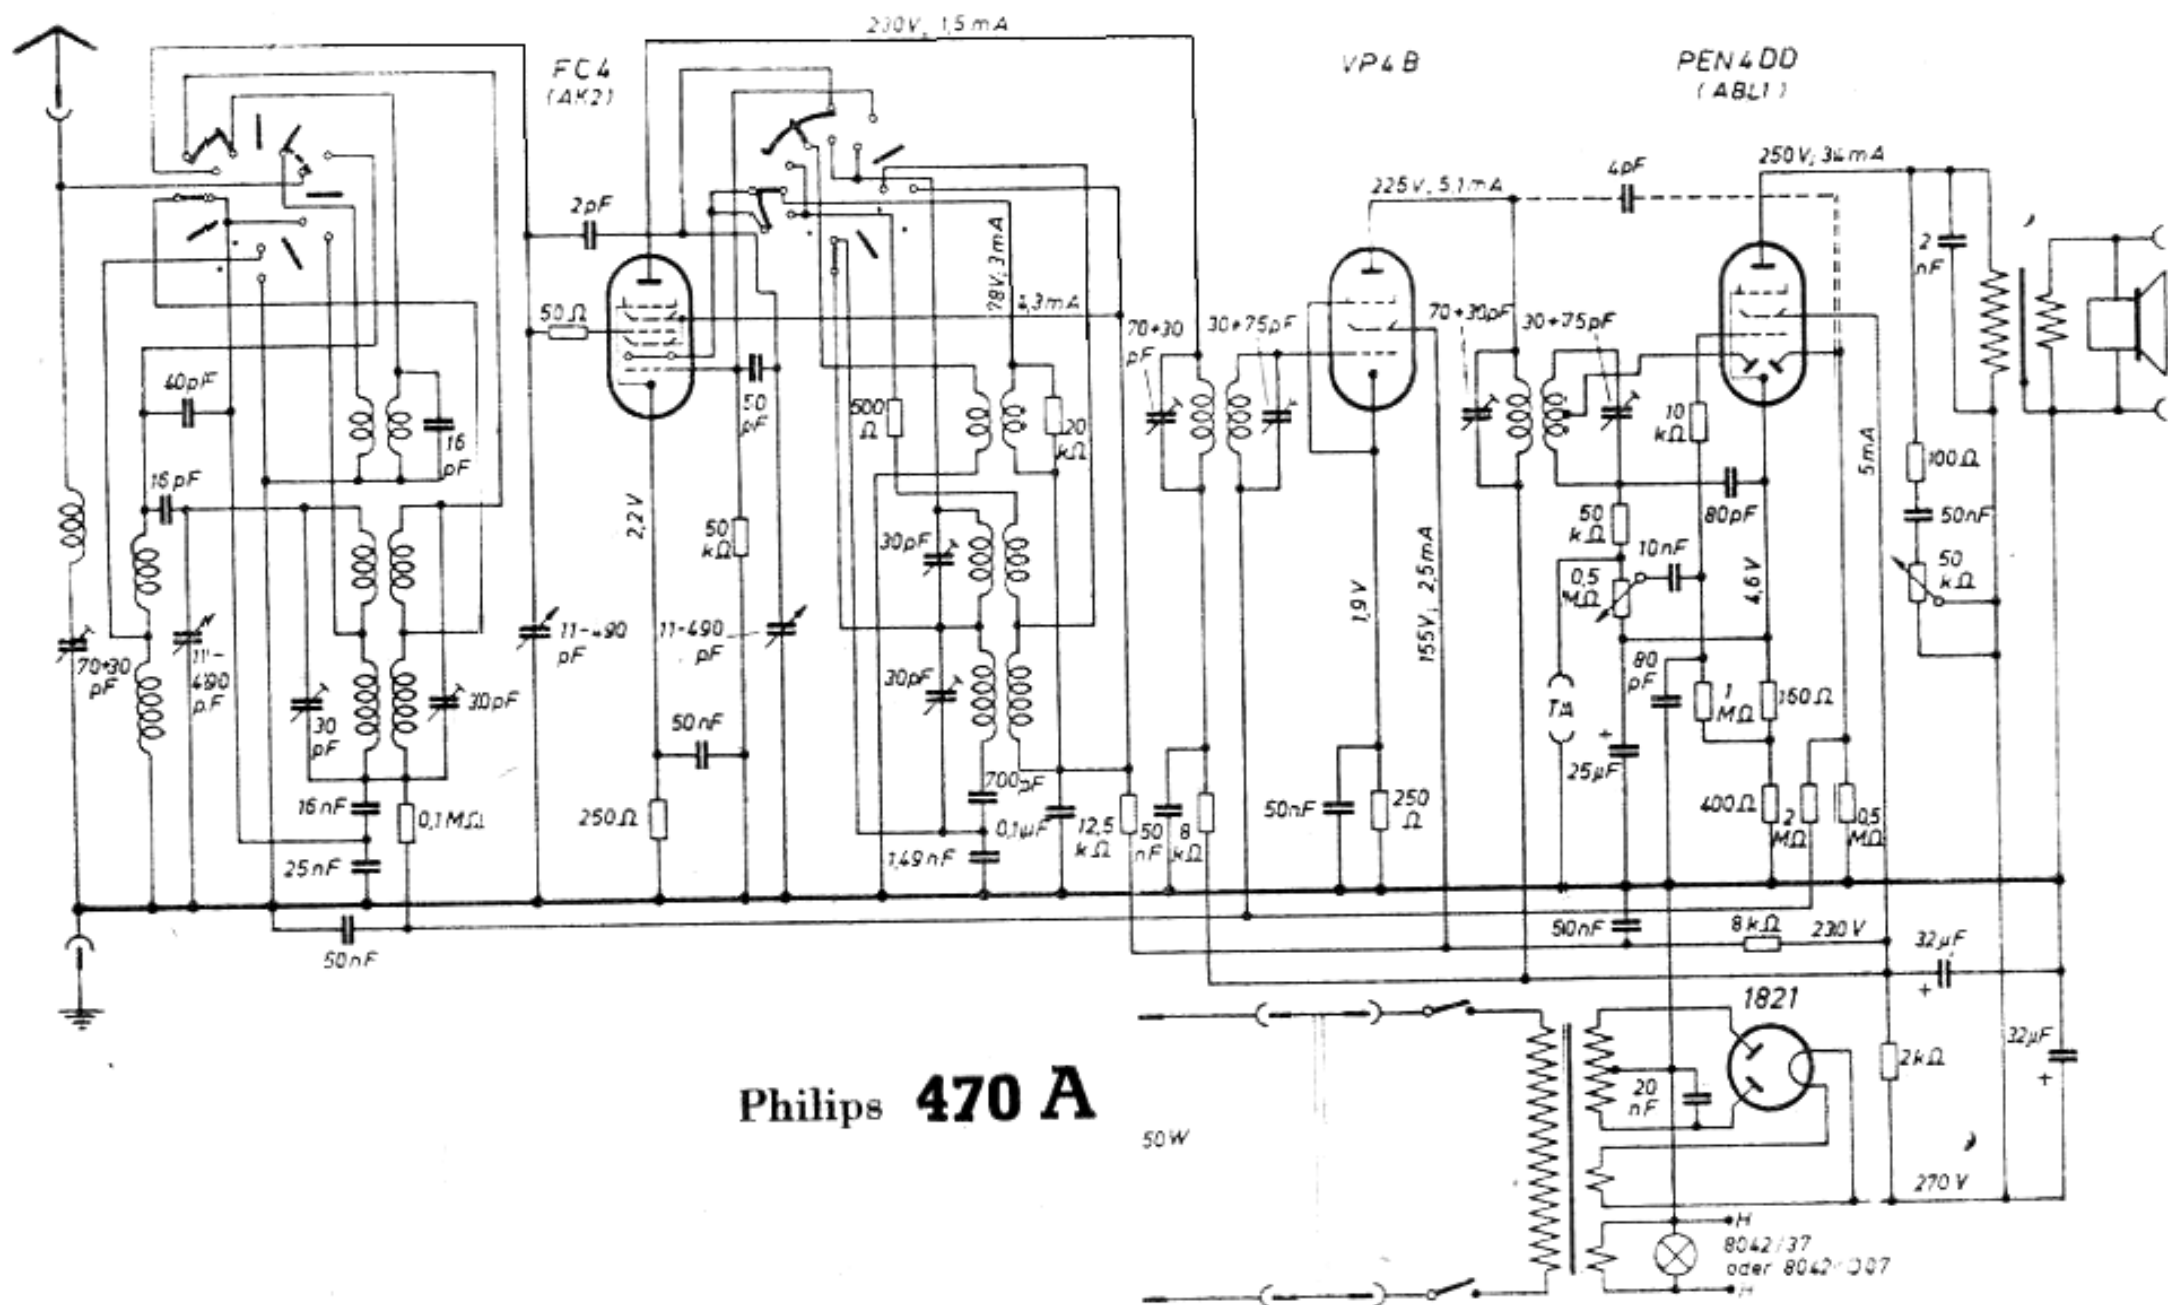 230V, 1,5mA
FC4
(AK2)
VP4B
PEN4DD
(ABL1)
250V; 34mA
225V, 5,1mA
4pF
2pF
2
nF
78V; 3mA
4,3mA
50Ω
70+30
pF
30+75pF
70+30pF
30+75pF
40pF
16
pF
50
pF
500
Ω
20
kΩ
10
kΩ
5mA
100Ω
16pF
2,2V
50
kΩ
30pF
80pF
50nF
50
kΩ
10nF
155V; 2,5mA
1,9V
0,5
MΩ
4,6V
50
kΩ
70+30
pF
11-
490
pF
11-490
pF
11-490
pF
30pF
80
pF
1
MΩ
150Ω
TA
30
pF
30pF
50nF
25µF
700pF
16nF
0,1MΩ
250Ω
0,1µF
12,5
kΩ
50
nF
8
kΩ
50nF
250
Ω
400Ω
2
MΩ
0,5
MΩ
25nF
1,49nF
50nF
50nF
8kΩ
230V
32µF
+
1821
32µF
+
2kΩ
20
nF
Philips 470 A
50W
270V
H
8042/37
oder
H